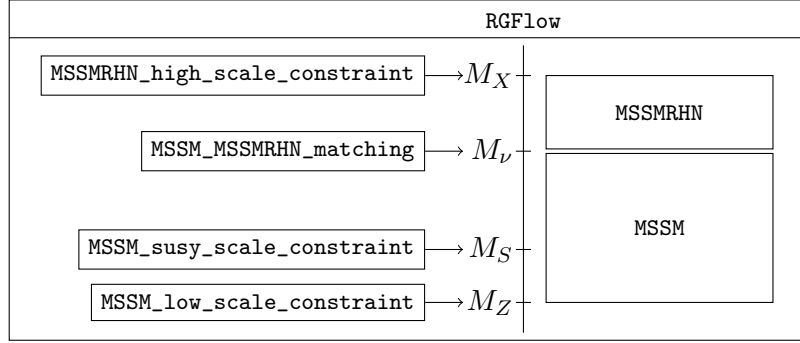 RGFlow
MSSMRHN_high_scale_constraint M_X
MSSMRHN
MSSM_MSSMRHN_matching M_ν
MSSM
MSSM_susy_scale_constraint M_S
MSSM_low_scale_constraint M_Z